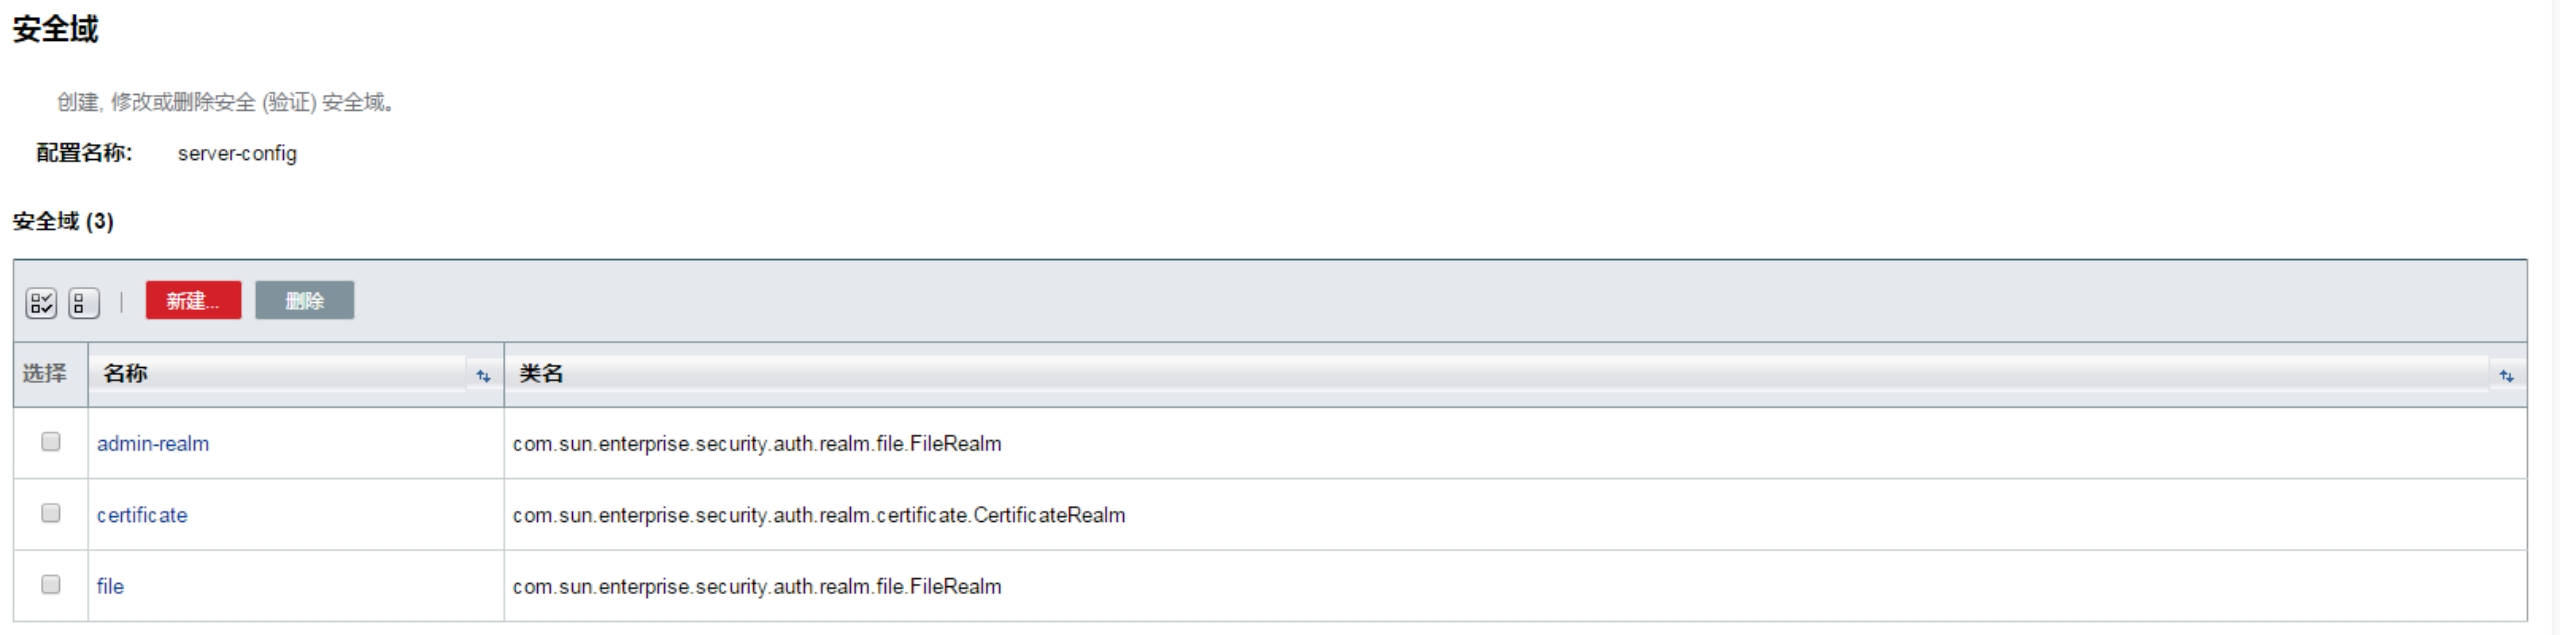 安全域
创建, 修改或删除安全 (验证) 安全域。
配置名称: server-config
安全域 (3)
新建... 删除
选择 名称 类名
admin-realm com.sun.enterprise.security.auth.realm.file.FileRealm
certificate com.sun.enterprise.security.auth.realm.certificate.CertificateRealm
file com.sun.enterprise.security.auth.realm.file.FileRealm